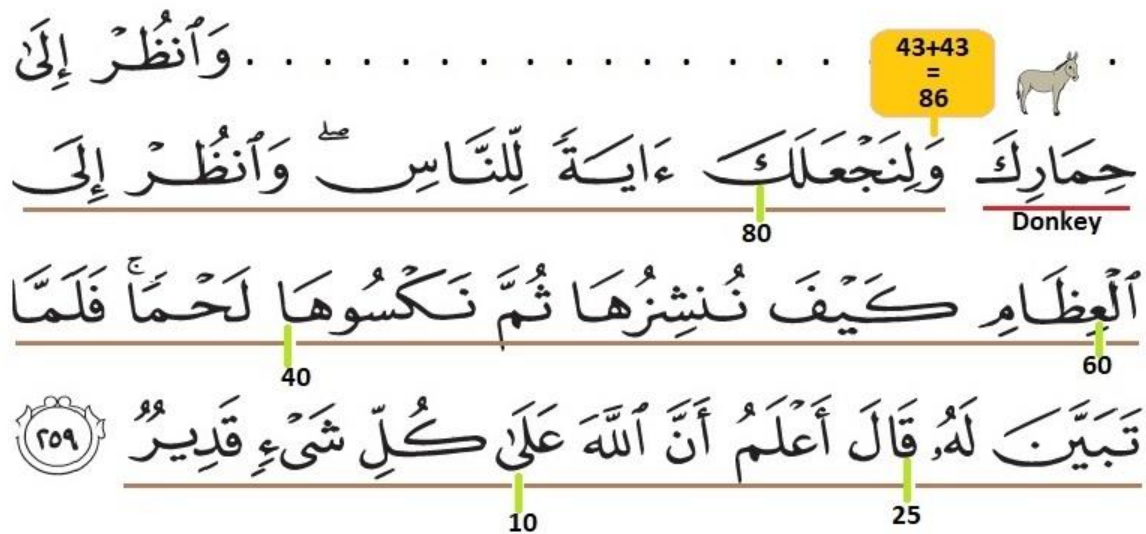 وَٱنظُرْ إِلَىٰ . . . . . . . . . . . . . . . . . .
43+43
=
86
حِمَارِكَ وَلِنَجْعَلَكَ ءَايَةً لِّلنَّاسِ ۖ وَٱنظُرْ إِلَى
Donkey
80
ٱلْعِظَامِ كَيْفَ نُنشِزُهَا ثُمَّ نَكْسُوهَا لَحْمًا ۚ فَلَمَّا
60
40
تَبَيَّنَ لَهُۥ قَالَ أَعْلَمُ أَنَّ ٱللَّهَ عَلَىٰ كُلِّ شَىْءٍ قَدِيرٌ ٢٥٩
25
10